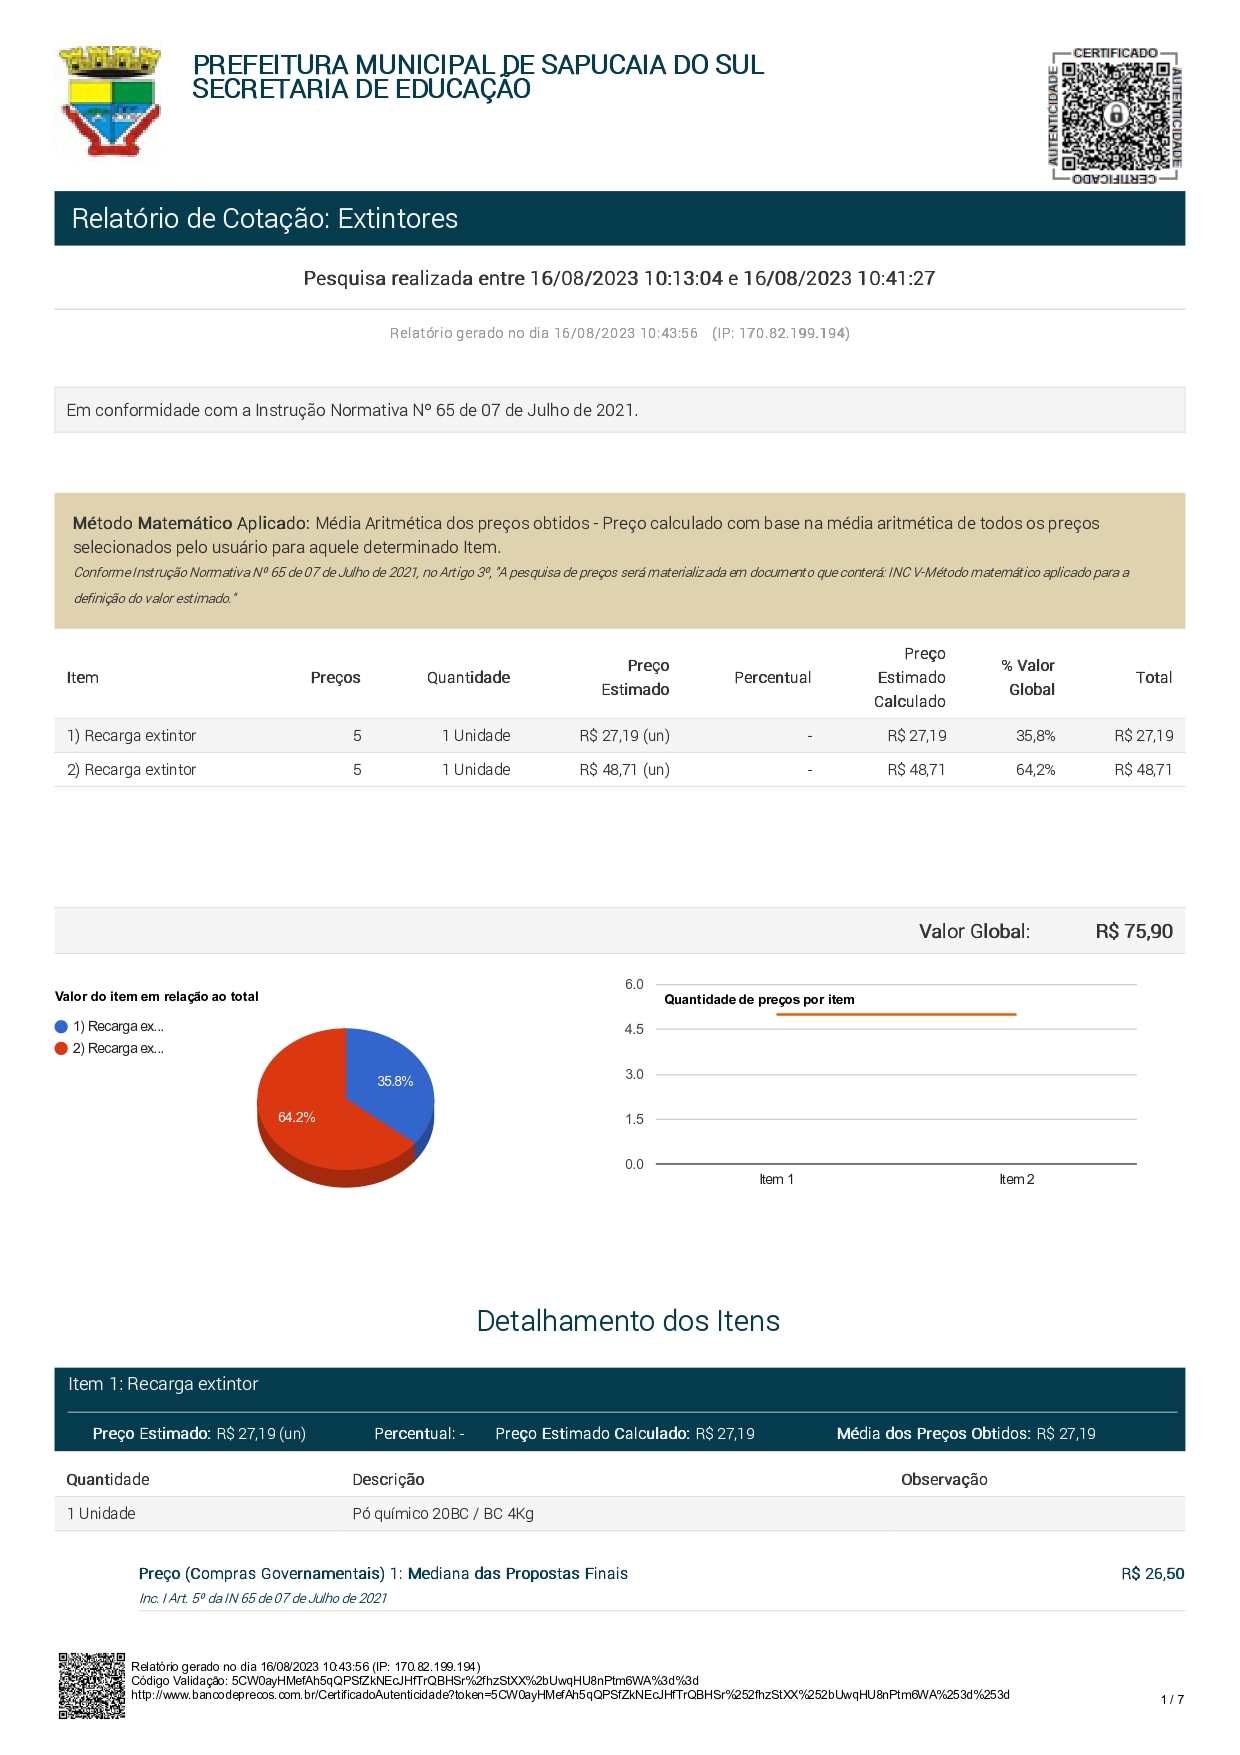 PREFEITURA MUNICIPAL DE SAPUCAIA DO SUL
SECRETARIA DE EDUCAÇÃO
CERTIFICADO
AUTENTICIDADE
AUTENTICIDADE
CERTIFICADO
Relatório de Cotação: Extintores
Pesquisa realizada entre 16/08/2023 10:13:04 e 16/08/2023 10:41:27
Relatório gerado no dia 16/08/2023 10:43:56 (IP: 170.82.199.194)
Em conformidade com a Instrução Normativa Nº 65 de 07 de Julho de 2021.
Método Matemático Aplicado: Média Aritmética dos preços obtidos - Preço calculado com base na média aritmética de todos os preços
selecionados pelo usuário para aquele determinado Item.
Conforme Instrução Normativa Nº 65 de 07 de Julho de 2021, no Artigo 3º, "A pesquisa de preços será materializada em documento que conterá: INC V-Método matemático aplicado para a
definição do valor estimado."
Item Preços Quantidade Preço Estimado Percentual Preço Estimado Calculado % Valor Global Total
1) Recarga extintor 5 1 Unidade R$ 27,19 (un) - R$ 27,19 35,8% R$ 27,19
2) Recarga extintor 5 1 Unidade R$ 48,71 (un) - R$ 48,71 64,2% R$ 48,71
Valor Global: R$ 75,90
Valor do item em relação ao total
1) Recarga ex...
2) Recarga ex...
35.8%
64.2%
Quantidade de preços por item
6.0
4.5
3.0
1.5
0.0
Item 1 Item 2
Detalhamento dos Itens
Item 1: Recarga extintor
Preço Estimado: R$ 27,19 (un) Percentual: - Preço Estimado Calculado: R$ 27,19 Média dos Preços Obtidos: R$ 27,19
Quantidade Descrição Observação
1 Unidade Pó químico 20BC / BC 4Kg
Preço (Compras Governamentais) 1: Mediana das Propostas Finais R$ 26,50
Inc. I Art. 5º da IN 65 de 07 de Julho de 2021
Relatório gerado no dia 16/08/2023 10:43:56 (IP: 170.82.199.194)
Código Validação: 5CW0ayHMefAh5qQPSfZkNEcJHfTrQBHSr%2fhzStXX%2bUwqHU8nPtm6WA%3d%3d
http://www.bancodeprecos.com.br/CertificadoAutenticidade?token=5CW0ayHMefAh5qQPSfZkNEcJHfTrQBHSr%252fhzStXX%252bUwqHU8nPtm6WA%253d%253d
1 / 7